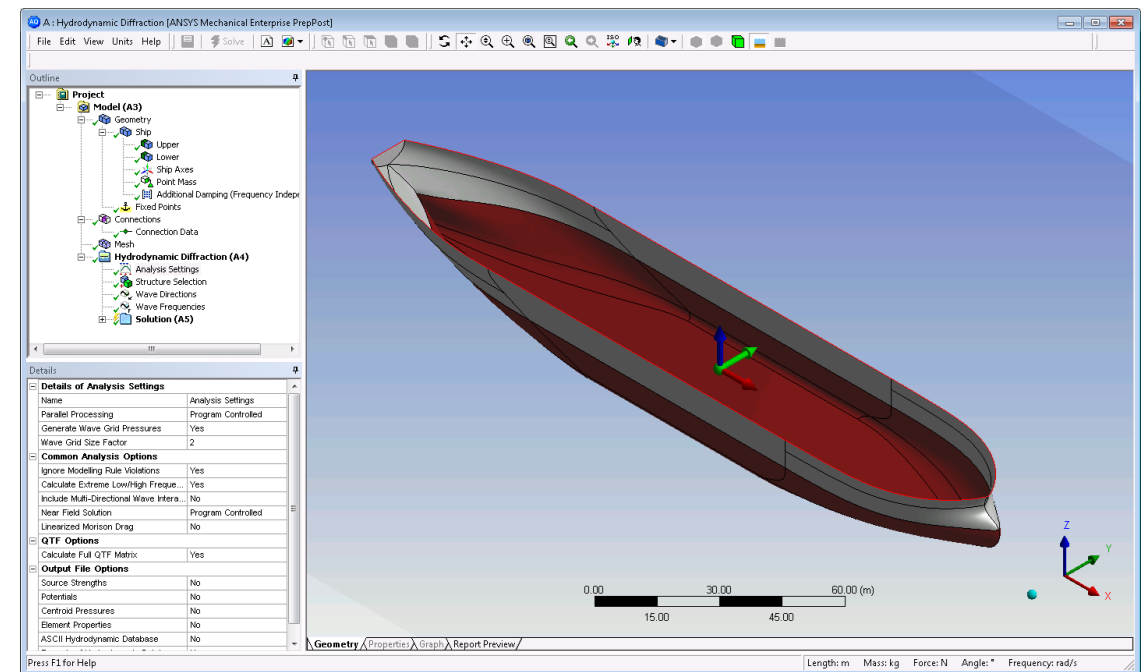 A : Hydrodynamic Diffraction [ANSYS Mechanical Enterprise PrepPost]
File Edit View Units Help Solve
Outline
Project
Model (A3)
Geometry
Ship
Upper
Lower
Ship Axes
Point Mass
Additional Damping (Frequency Indepe
Fixed Points
Connections
Connection Data
Mesh
Hydrodynamic Diffraction (A4)
Analysis Settings
Structure Selection
Wave Directions
Wave Frequencies
Solution (A5)
Details
Details of Analysis Settings
Name Analysis Settings
Parallel Processing Program Controlled
Generate Wave Grid Pressures Yes
Wave Grid Size Factor 2
Common Analysis Options
Ignore Modelling Rule Violations Yes
Calculate Extreme Low/High Freque... Yes
Include Multi-Directional Wave Intera... No
Near Field Solution Program Controlled
Linearized Morison Drag No
QTF Options
Calculate Full QTF Matrix Yes
Output File Options
Source Strengths No
Potentials No
Centroid Pressures No
Element Properties No
ASCII Hydrodynamic Database No
Z
Y
X
0.00 30.00 60.00 (m)
15.00 45.00
Geometry Properties Graph Report Preview
Press F1 for Help Length: m Mass: kg Force: N Angle: ° Frequency: rad/s